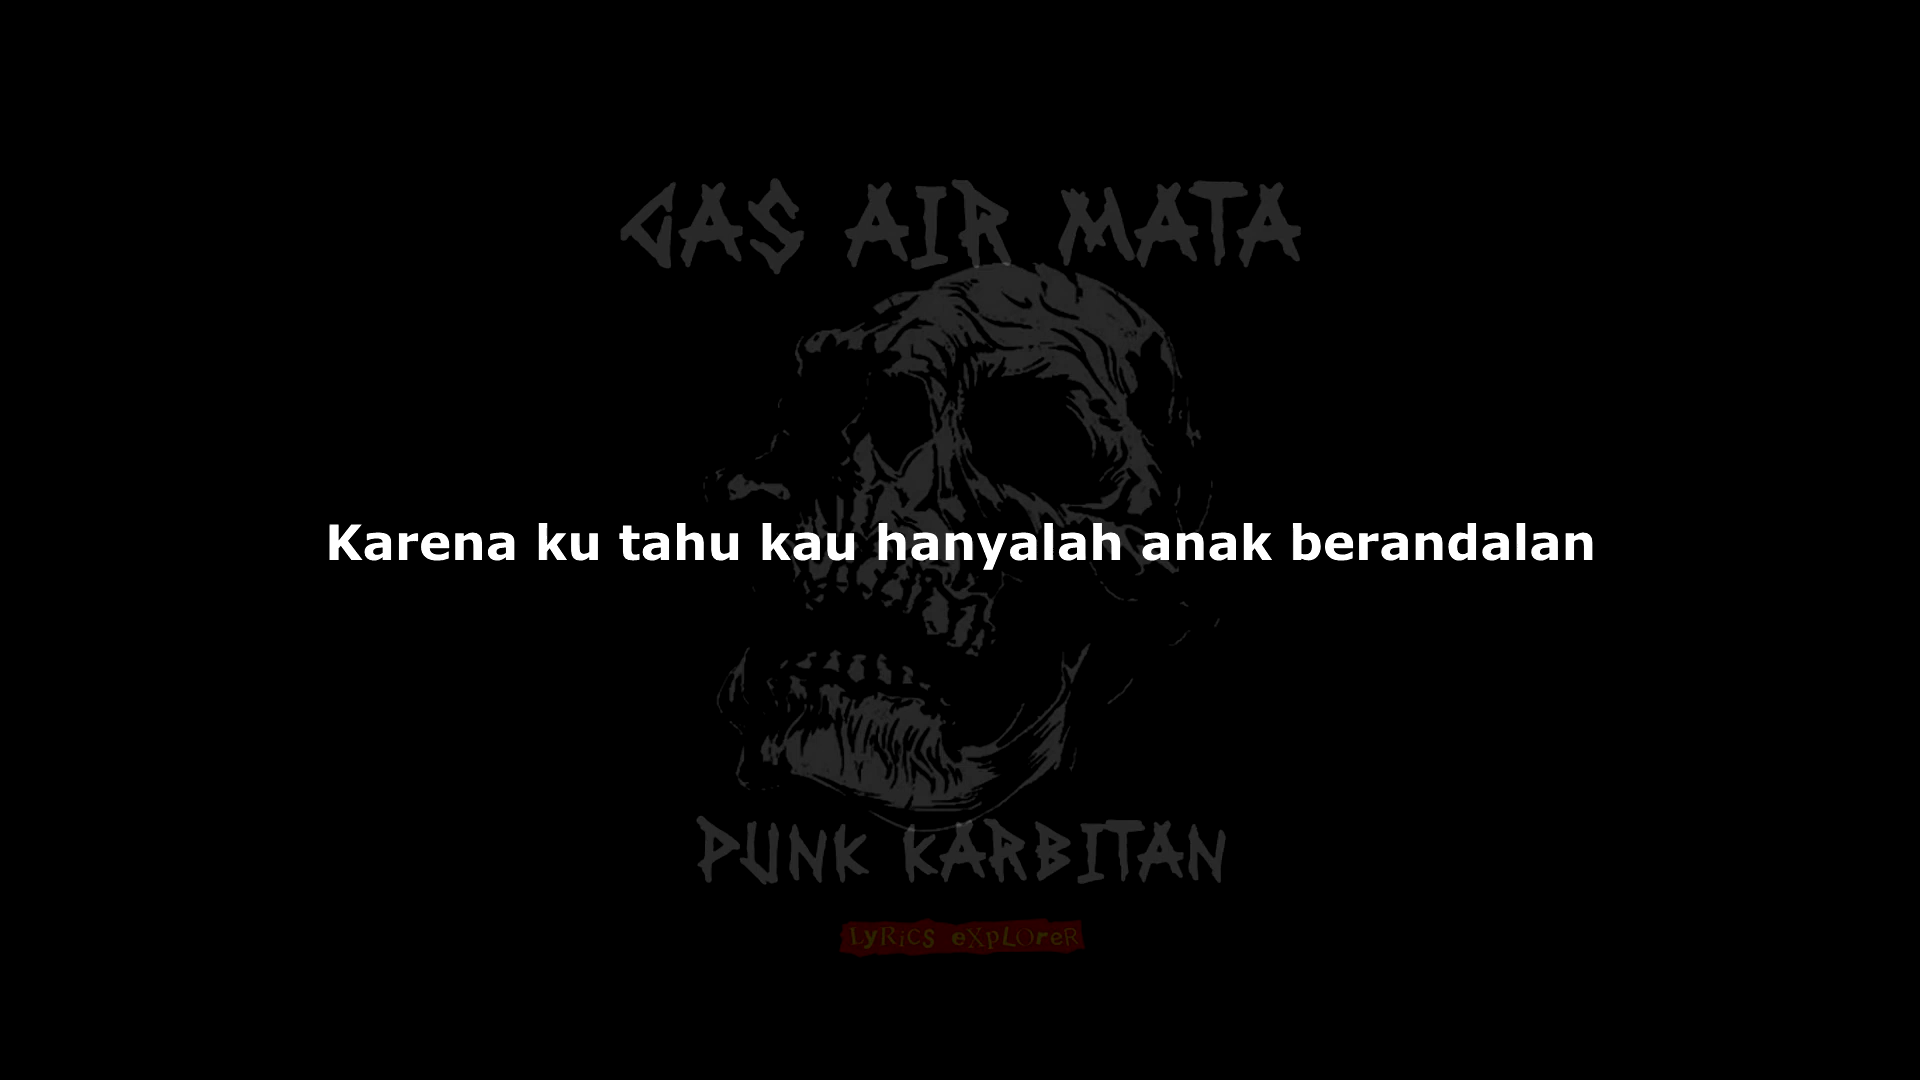 GAS AIR MATA
Karena ku tahu kau hanyalah anak berandalan
PUNK KARBITAN
LyRiCS eXpLOreR